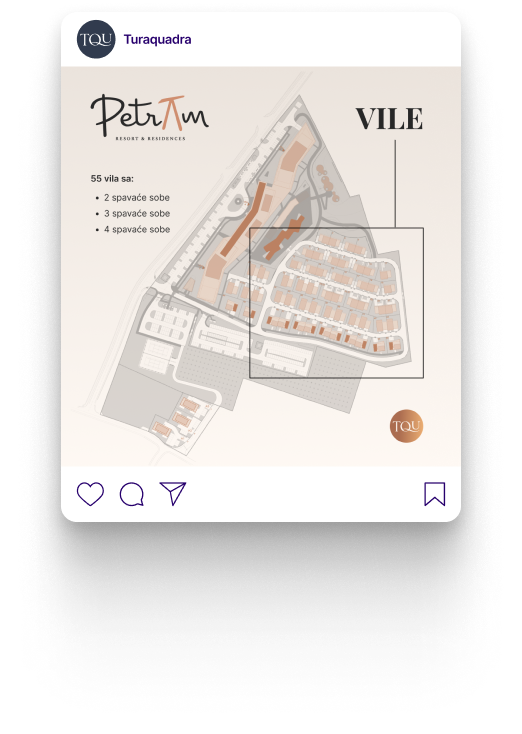 TQU
Turaquadra
PetrAm
RESORT & RESIDENCES
VILE
55 vila sa:
• 2 spavaće sobe
• 3 spavaće sobe
• 4 spavaće sobe
TQU